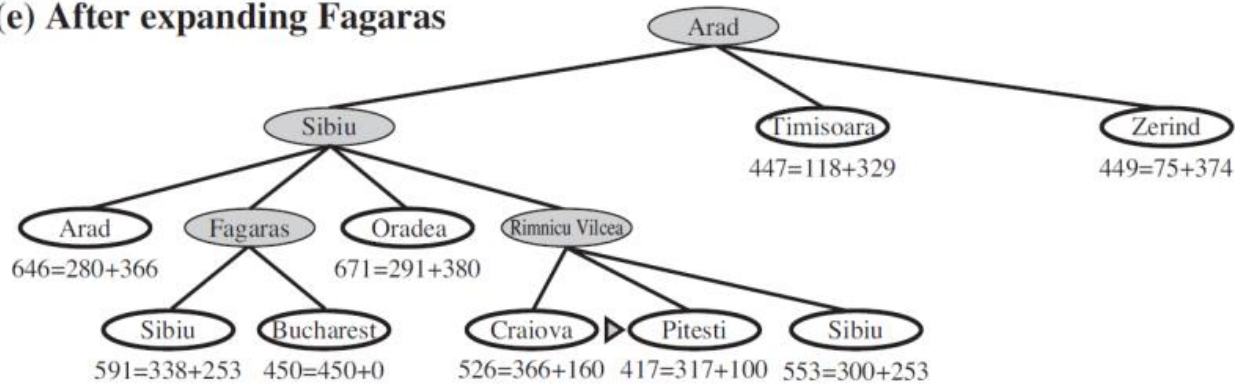 (e) After expanding Fagaras
Arad
Sibiu
Timisoara
Zerind
447=118+329
449=75+374
Arad
Fagaras
Oradea
Rimnicu Vilcea
646=280+366
671=291+380
Sibiu
Bucharest
Craiova
Pitesti
Sibiu
591=338+253
450=450+0
526=366+160
417=317+100
553=300+253